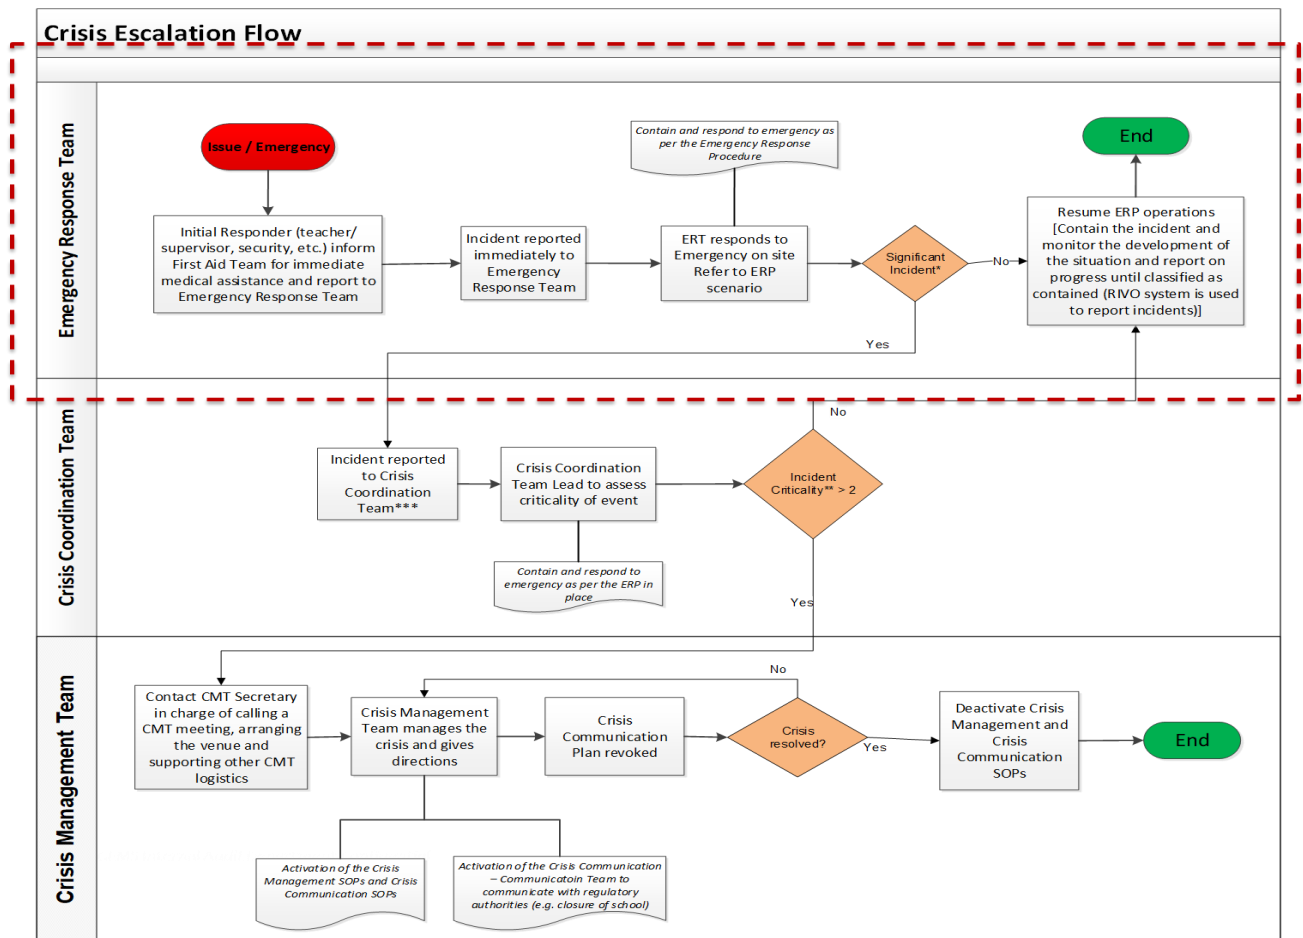 Crisis Escalation Flow
Emergency Response Team
Issue / Emergency
Initial Responder (teacher/
supervisor, security, etc.) inform
First Aid Team for immediate
medical assistance and report to
Emergency Response Team
Incident reported
immediately to
Emergency
Response Team
Contain and respond to emergency as
per the Emergency Response
Procedure
ERT responds to
Emergency on site
Refer to ERP
scenario
Significant
Incident*
No
Yes
End
Resume ERP operations
[Contain the incident and
monitor the development of
the situation and report on
progress until classified as
contained (RIVO system is used
to report incidents)]
Crisis Coordination Team
Incident reported
to Crisis
Coordination
Team***
Crisis Coordination
Team Lead to assess
criticality of event
Contain and respond to
emergency as per the ERP in
place
Incident
Criticality** > 2
No
Yes
Crisis Management Team
Contact CMT Secretary
in charge of calling a
CMT meeting, arranging
the venue and
supporting other CMT
logistics
Crisis Management
Team manages the
crisis and gives
directions
Crisis
Communication
Plan revoked
Crisis
resolved?
No
Yes
Deactivate Crisis
Management and
Crisis
Communication
SOPs
End
Activation of the Crisis
Management SOPs and Crisis
Communication SOPs
Activation of the Crisis Communication
– Communicatoin Team to
communicate with regulatory
authorities (e.g. closure of school)